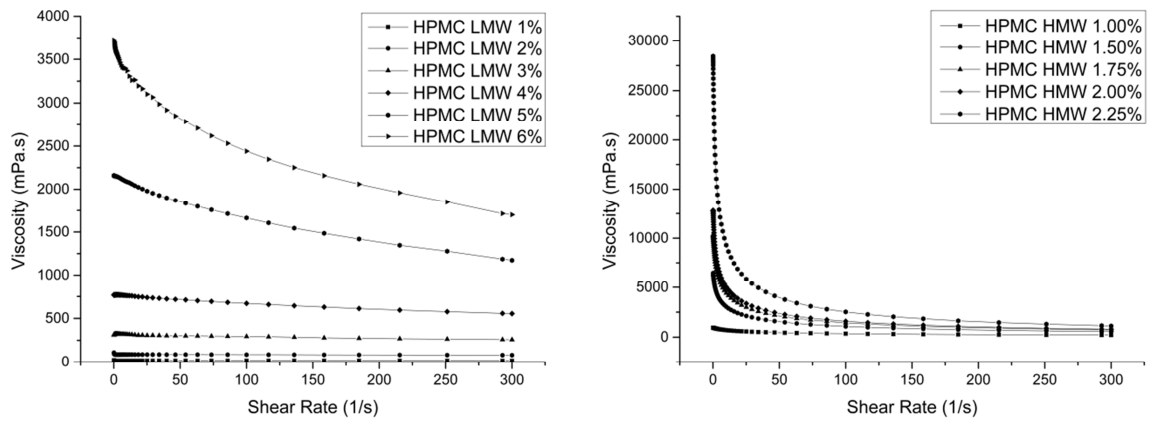 4000
3500
3000
2500
2000
1500
1000
500
0
Viscosity (mPa.s)
HPMC LMW 1%
HPMC LMW 2%
HPMC LMW 3%
HPMC LMW 4%
HPMC LMW 5%
HPMC LMW 6%
0 50 100 150 200 250 300
Shear Rate (1/s)
30000
25000
20000
15000
10000
5000
0
Viscosity (mPa.s)
HPMC HMW 1.00%
HPMC HMW 1.50%
HPMC HMW 1.75%
HPMC HMW 2.00%
HPMC HMW 2.25%
0 50 100 150 200 250 300
Shear Rate (1/s)